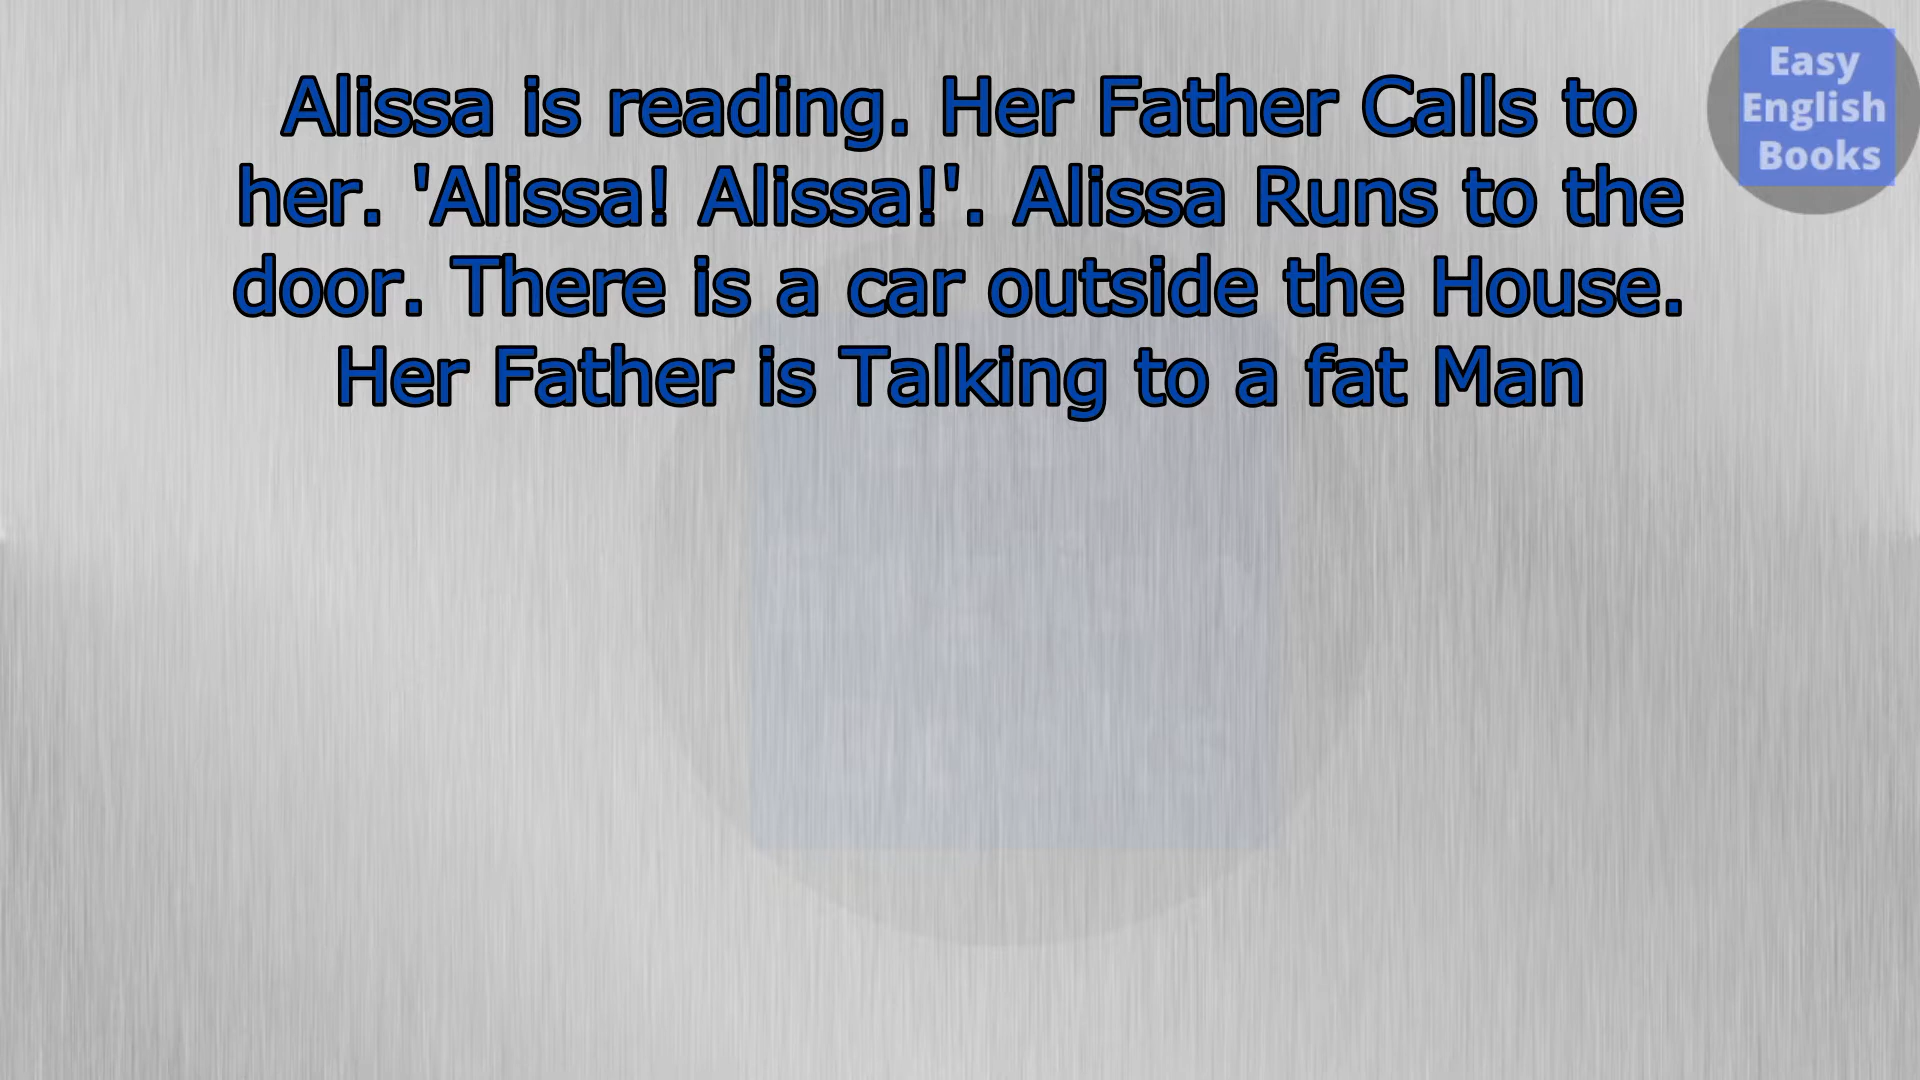 Alissa is reading. Her Father Calls to
her. 'Alissa! Alissa!'. Alissa Runs to the
door. There is a car outside the House.
Her Father is Talking to a fat Man
Easy
English
Books